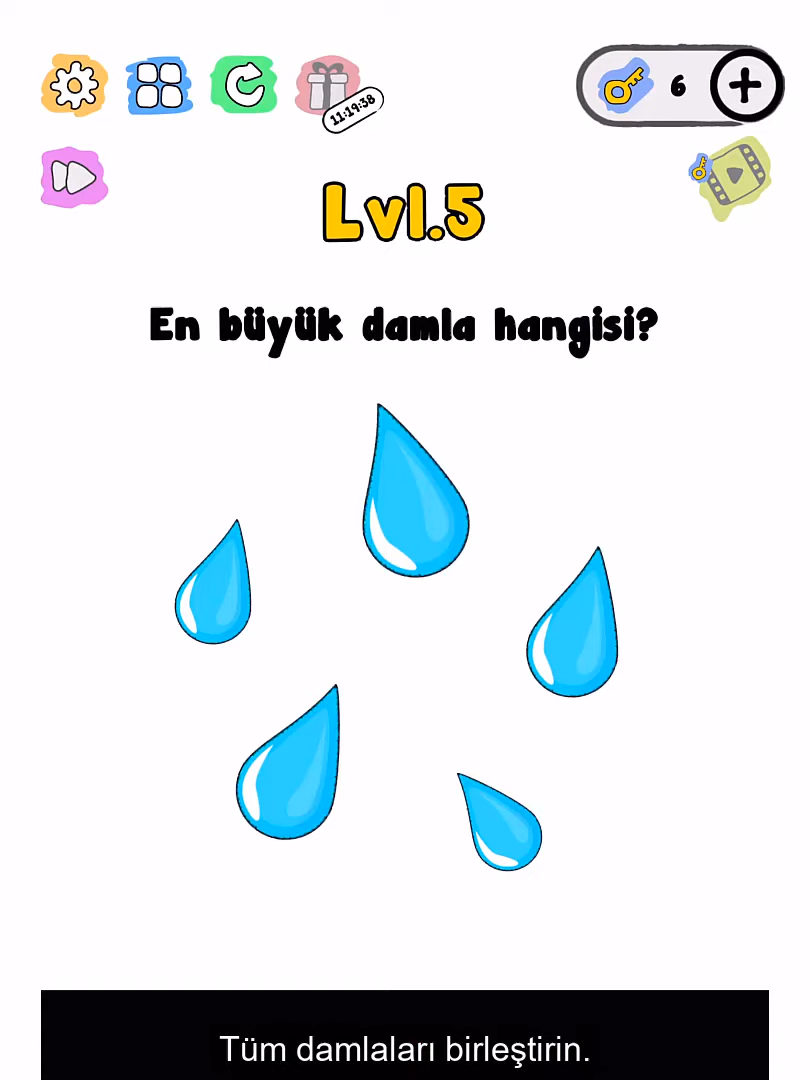 11:19:38
6
Lvl.5
En büyük damla hangisi?
Tüm damlaları birleştirin.